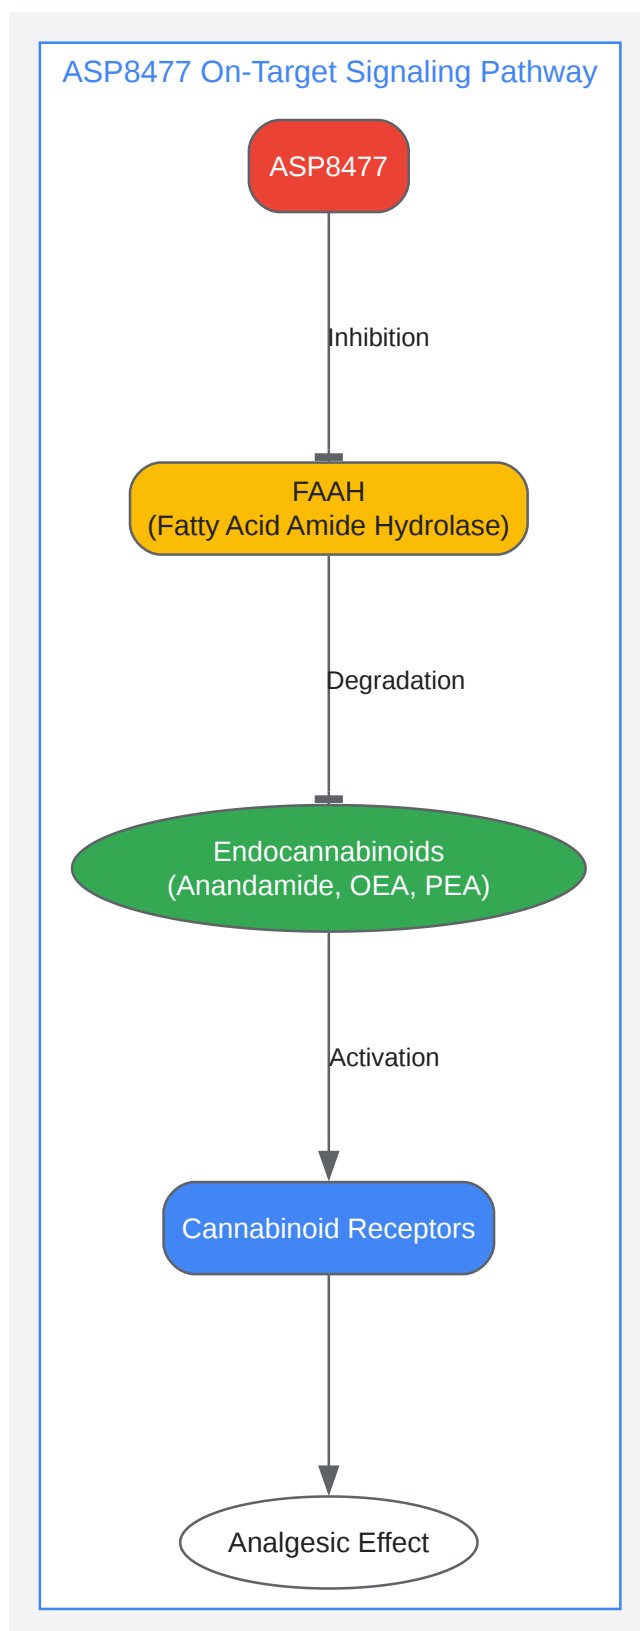 ASP8477 On-Target Signaling Pathway
ASP8477
Inhibition
FAAH
(Fatty Acid Amide Hydrolase)
Degradation
Endocannabinoids
(Anandamide, OEA, PEA)
Activation
Cannabinoid Receptors
Analgesic Effect